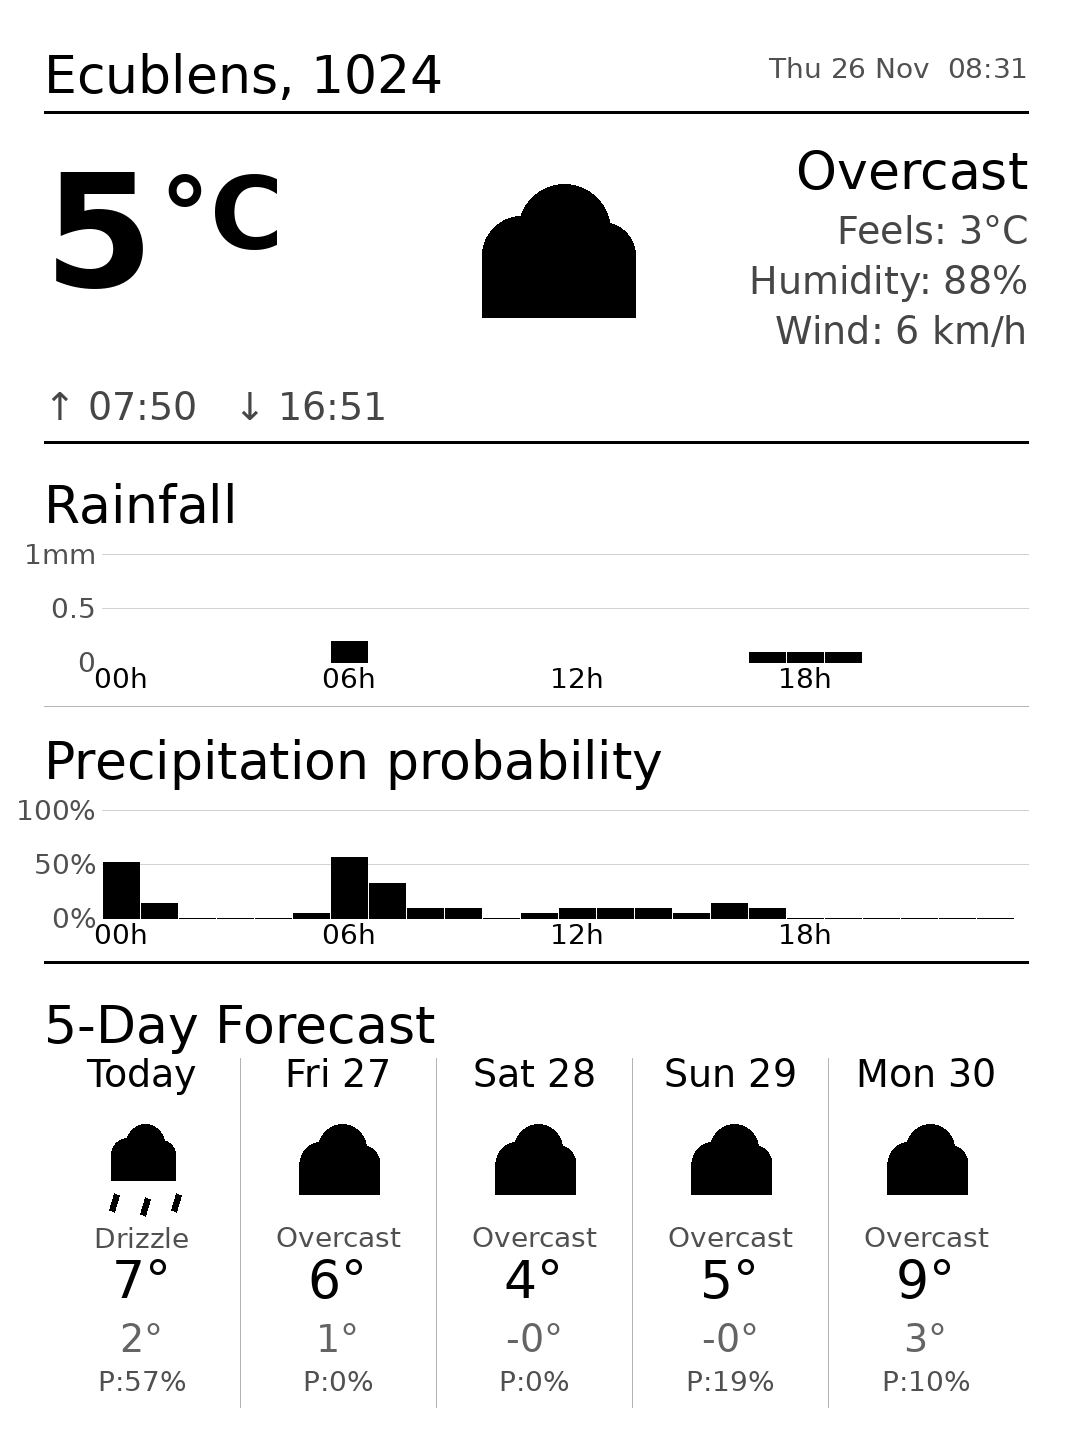 Ecublens, 1024
Thu 26 Nov 08:31
5°C
Overcast
Feels: 3°C
Humidity: 88%
Wind: 6 km/h
↑ 07:50 ↓ 16:51
Rainfall
1mm
0.5
0
00h 06h 12h 18h
Precipitation probability
100%
50%
0%
00h 06h 12h 18h
5-Day Forecast
Today Fri 27 Sat 28 Sun 29 Mon 30
Drizzle Overcast Overcast Overcast Overcast
7° 6° 4° 5° 9°
2° 1° -0° -0° 3°
P:57% P:0% P:0% P:19% P:10%